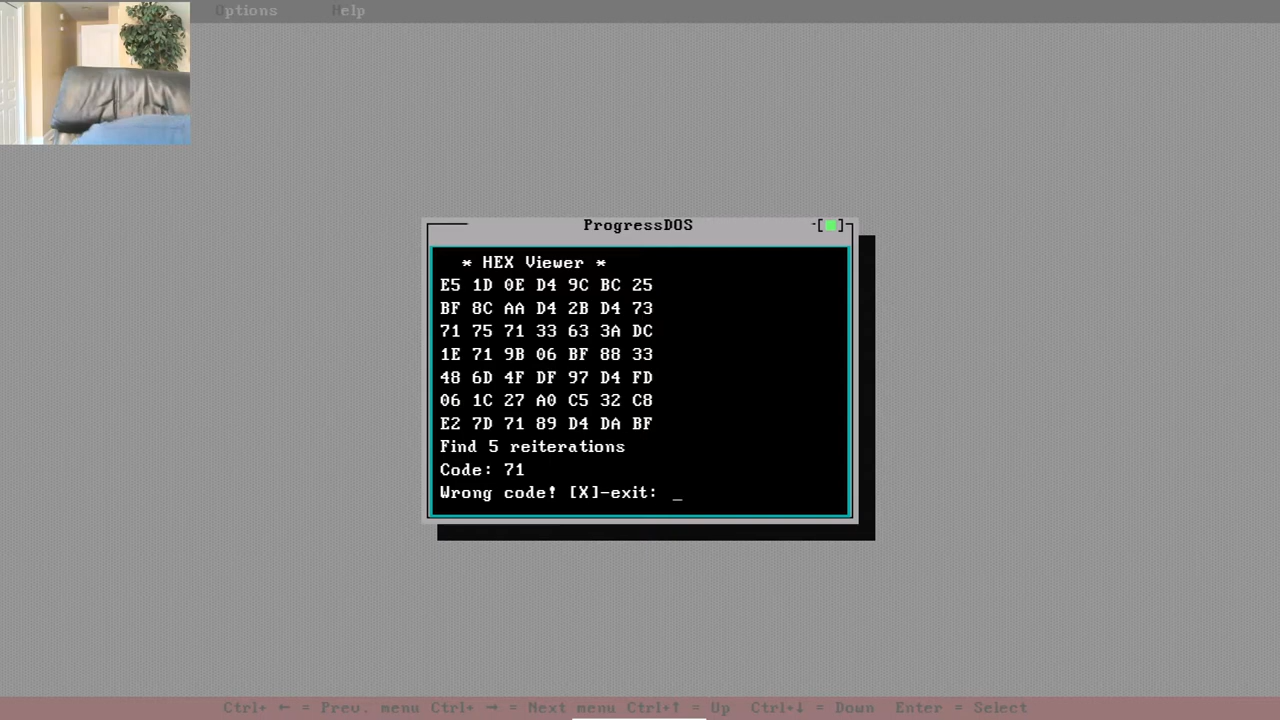 Options Help
ProgressDOS
* HEX Viewer *
E5 1D 0E D4 9C BC 25
BF 8C AA D4 2B D4 73
71 75 71 33 63 3A DC
1E 71 9B 06 BF 88 33
48 6D 4F DF 97 D4 FD
06 1C 27 A0 C5 32 C8
E2 7D 71 89 D4 DA BF
Find 5 reiterations
Code: 71
Wrong code! [X]-exit: _
Ctrl+ ← = Prev. menu Ctrl+ → = Next menu Ctrl+↑ = Up Ctrl+↓ = Down Enter = Select